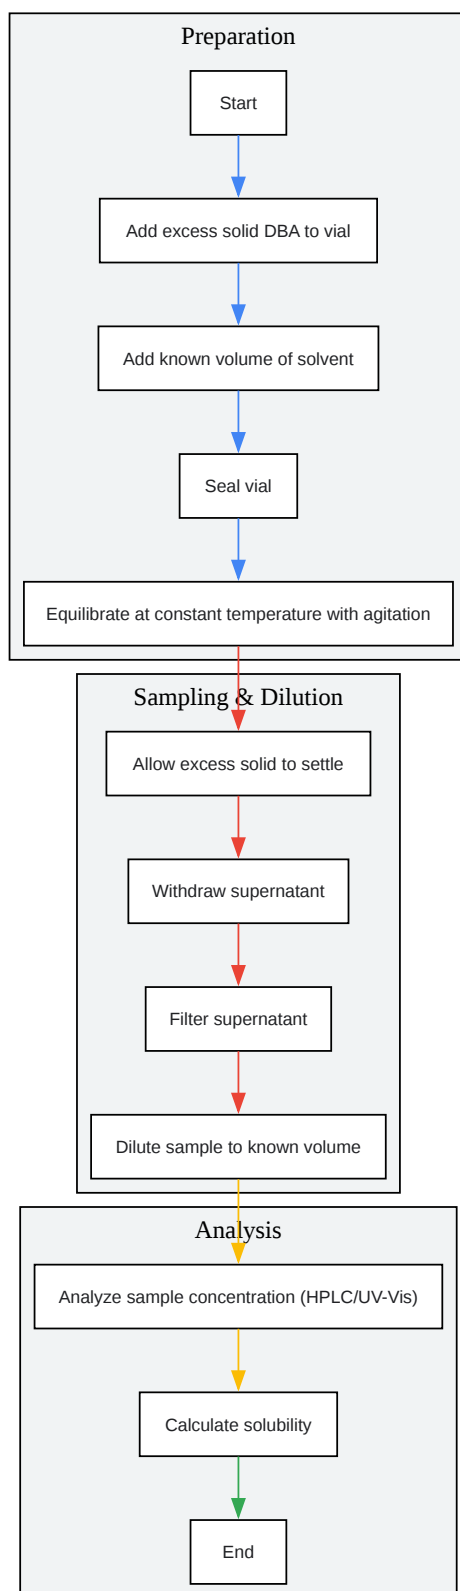 Preparation
Start
Add excess solid DBA to vial
Add known volume of solvent
Seal vial
Equilibrate at constant temperature with agitation
Sampling & Dilution
Allow excess solid to settle
Withdraw supernatant
Filter supernatant
Dilute sample to known volume
Analysis
Analyze sample concentration (HPLC/UV-Vis)
Calculate solubility
End